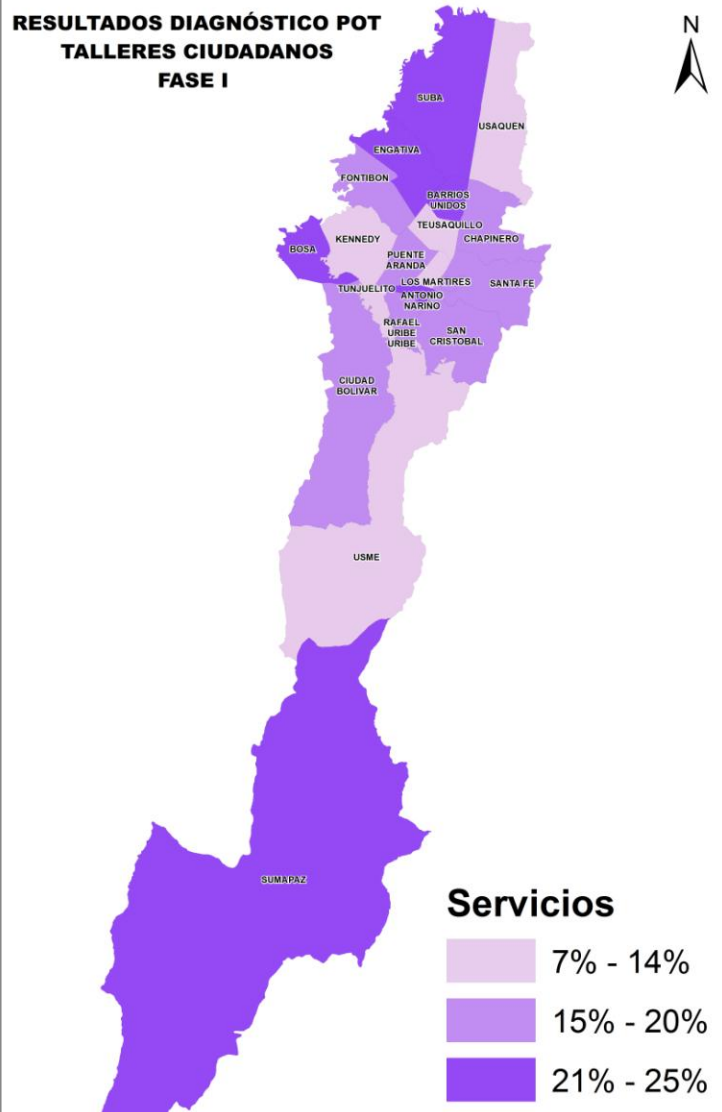 RESULTADOS DIAGNÓSTICO POT
TALLERES CIUDADANOS
FASE I
N
SUBA
USAQUEN
ENGATIVA
FONTIBON
BARRIOS
UNIDOS
TEUSAQUILLO
KENNEDY
CHAPINERO
BOSA
PUENTE
ARANDA
LOS MARTIRES
SANTA FE
TUNJUELITO
ANTONIO
NARIÑO
RAFAEL
URIBE
URIBE
SAN
CRISTOBAL
CIUDAD
BOLIVAR
USME
SUMAPAZ
Servicios
7% - 14%
15% - 20%
21% - 25%